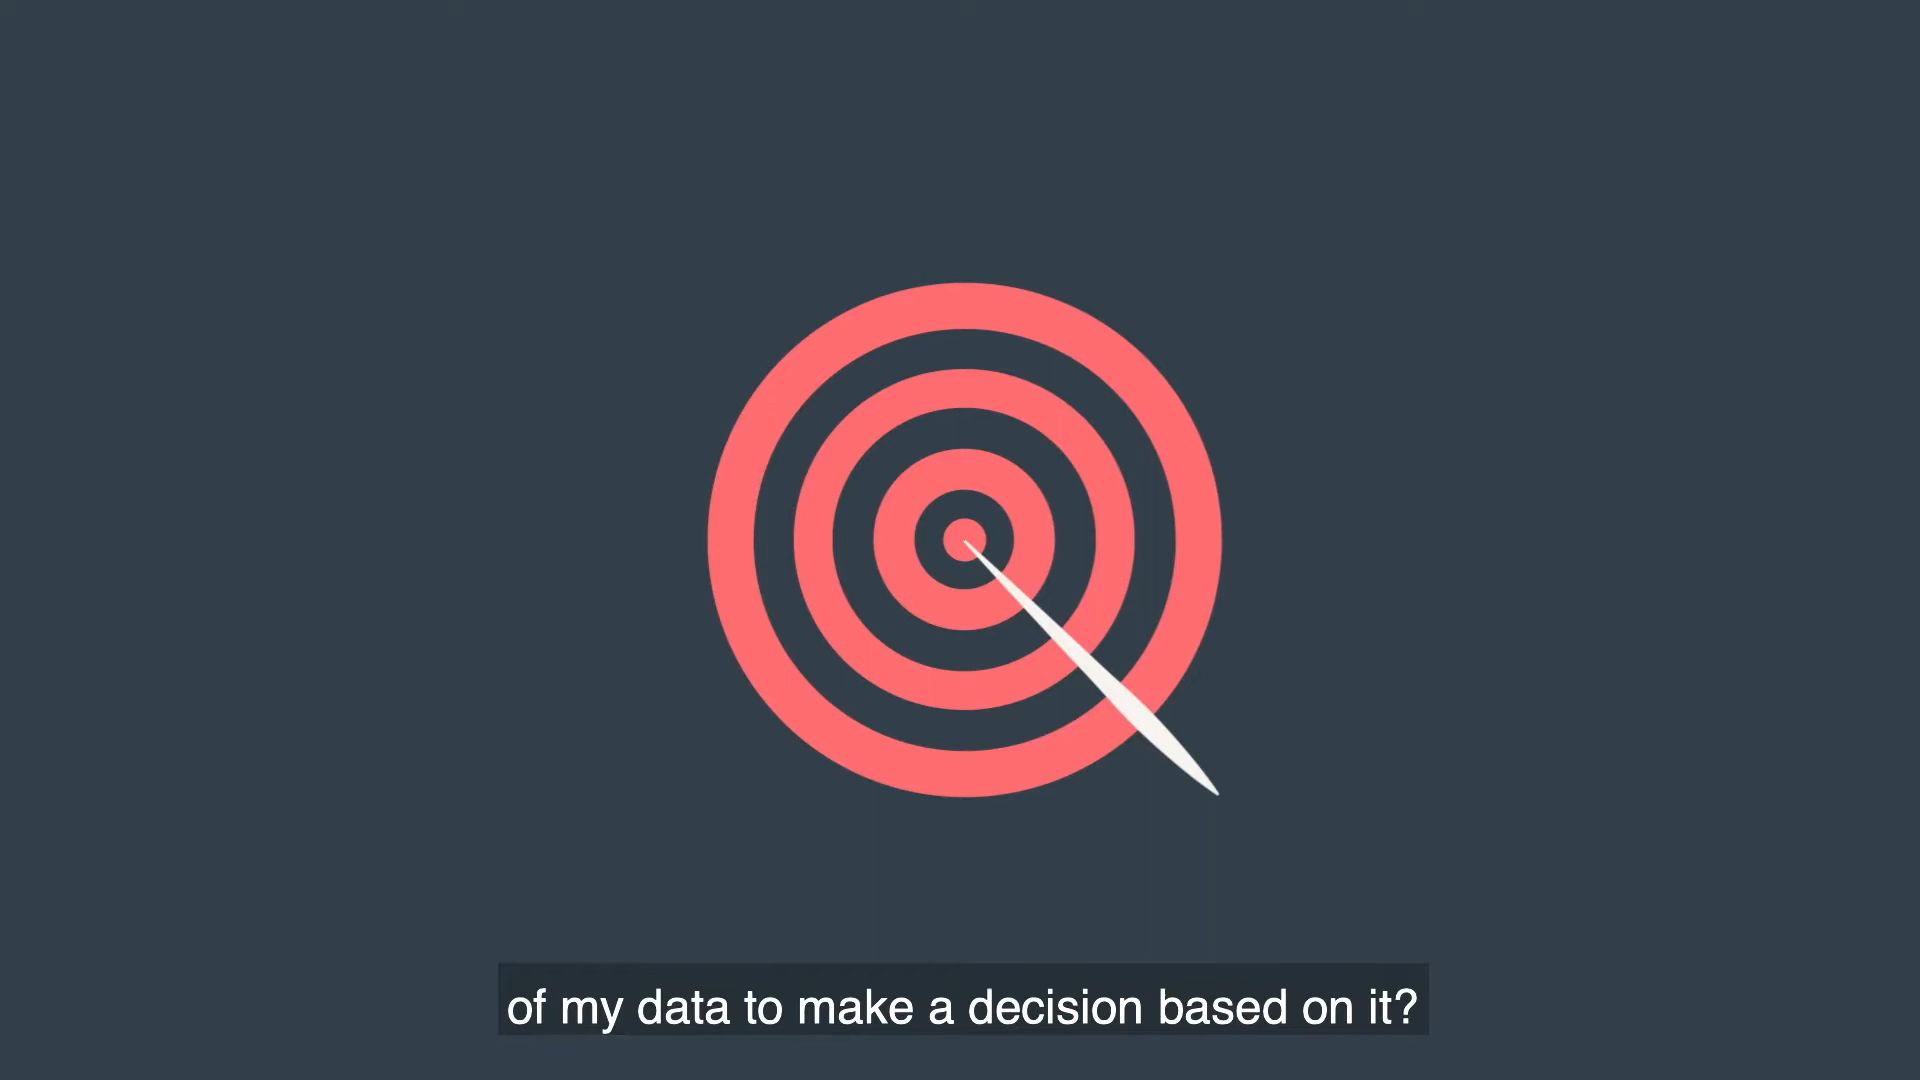 of my data to make a decision based on it?